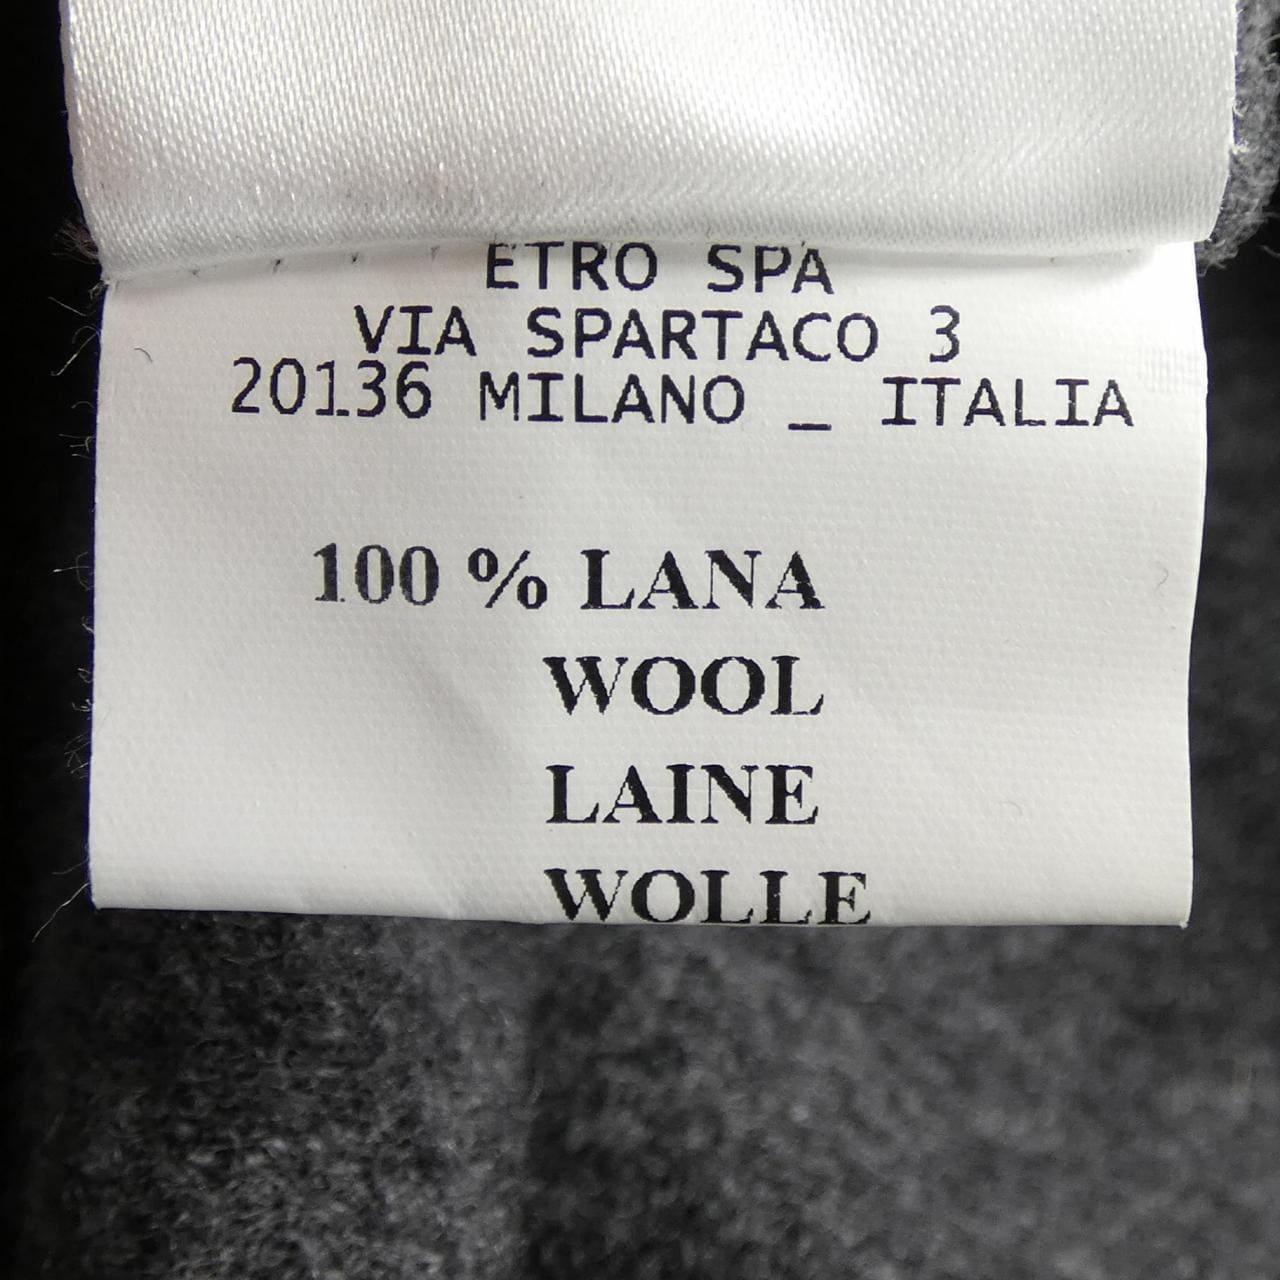 ETRO SPA
VIA SPARTACO 3
20136 MILANO _ ITALIA
100 % LANA
WOOL
LAINE
WOLLE